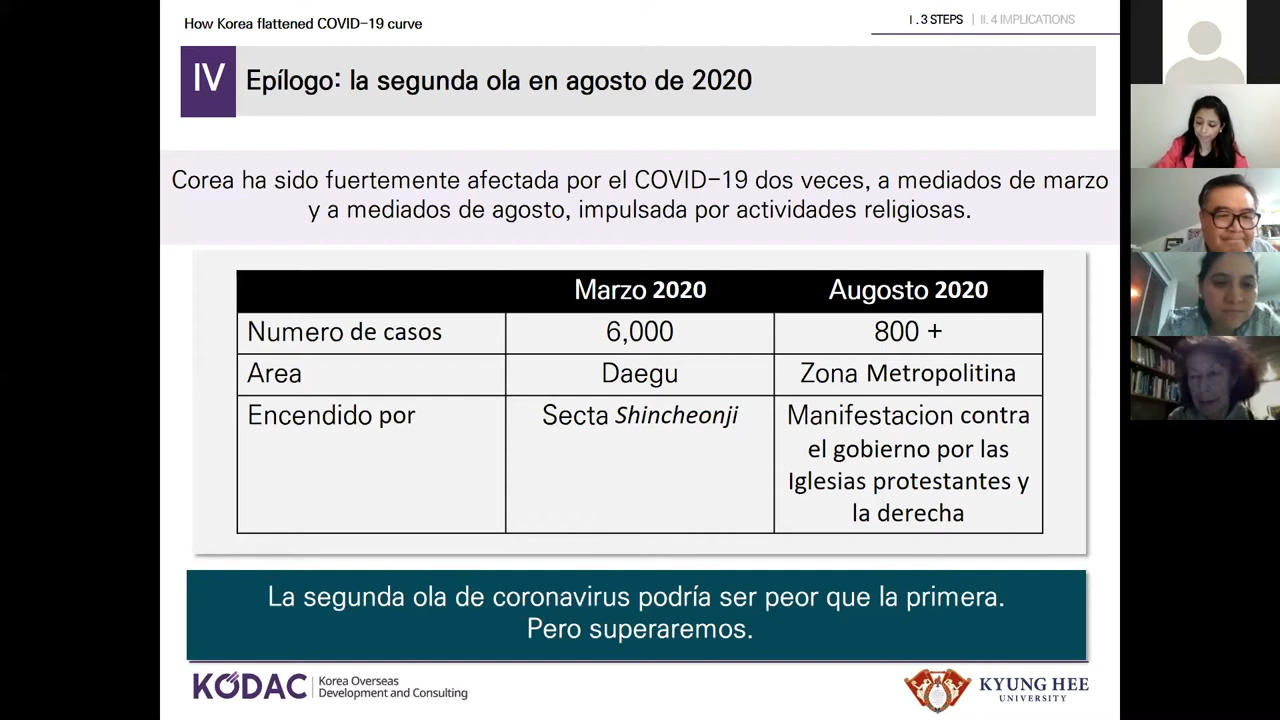 How Korea flattened COVID-19 curve
I . 3 STEPS | II. 4 IMPLICATIONS
IV Epílogo: la segunda ola en agosto de 2020
Corea ha sido fuertemente afectada por el COVID-19 dos veces, a mediados de marzo
y a mediados de agosto, impulsada por actividades religiosas.
Marzo 2020 Augosto 2020
Numero de casos 6,000 800 +
Area Daegu Zona Metropolitina
Encendido por Secta Shincheonji Manifestacion contra
el gobierno por las
Iglesias protestantes y
la derecha
La segunda ola de coronavirus podría ser peor que la primera.
Pero superaremos.
KODAC Korea Overseas
Development and Consulting
KYUNG HEE
UNIVERSITY